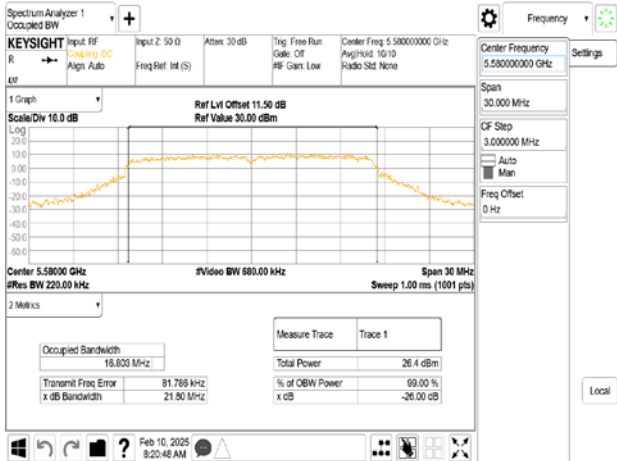 Spectrum Analyzer 1
Occupied BW
Frequency
KEYSIGHT
R
Input: RF
Coupling: DC
Align: Auto
Input Z: 50 Ω
Freq Ref: Int (S)
Atten: 30 dB
Trig: Free Run
Gate: Off
#IF Gain: Low
Center Freq: 5.580000000 GHz
Avg|Hold: 10/10
Radio Std: None
Center Frequency
5.580000000 GHz
Settings
Span
30.000 MHz
CF Step
3.000000 MHz
Auto
Man
Freq Offset
0 Hz
Local
1 Graph
Scale/Div 10.0 dB
Ref Lvl Offset 11.50 dB
Ref Value 30.00 dBm
Log
20.0
10.0
0.00
-10.0
-20.0
-30.0
-40.0
-50.0
-60.0
Center 5.58000 GHz
#Res BW 220.00 kHz
#Video BW 680.00 kHz
Span 30 MHz
Sweep 1.00 ms (1001 pts)
2 Metrics
Measure Trace Trace 1
Occupied Bandwidth
16.803 MHz
Total Power 26.4 dBm
Transmit Freq Error 81.786 kHz
% of OBW Power 99.00 %
x dB Bandwidth 21.80 MHz
x dB -26.00 dB
Feb 10, 2025
8:20:48 AM